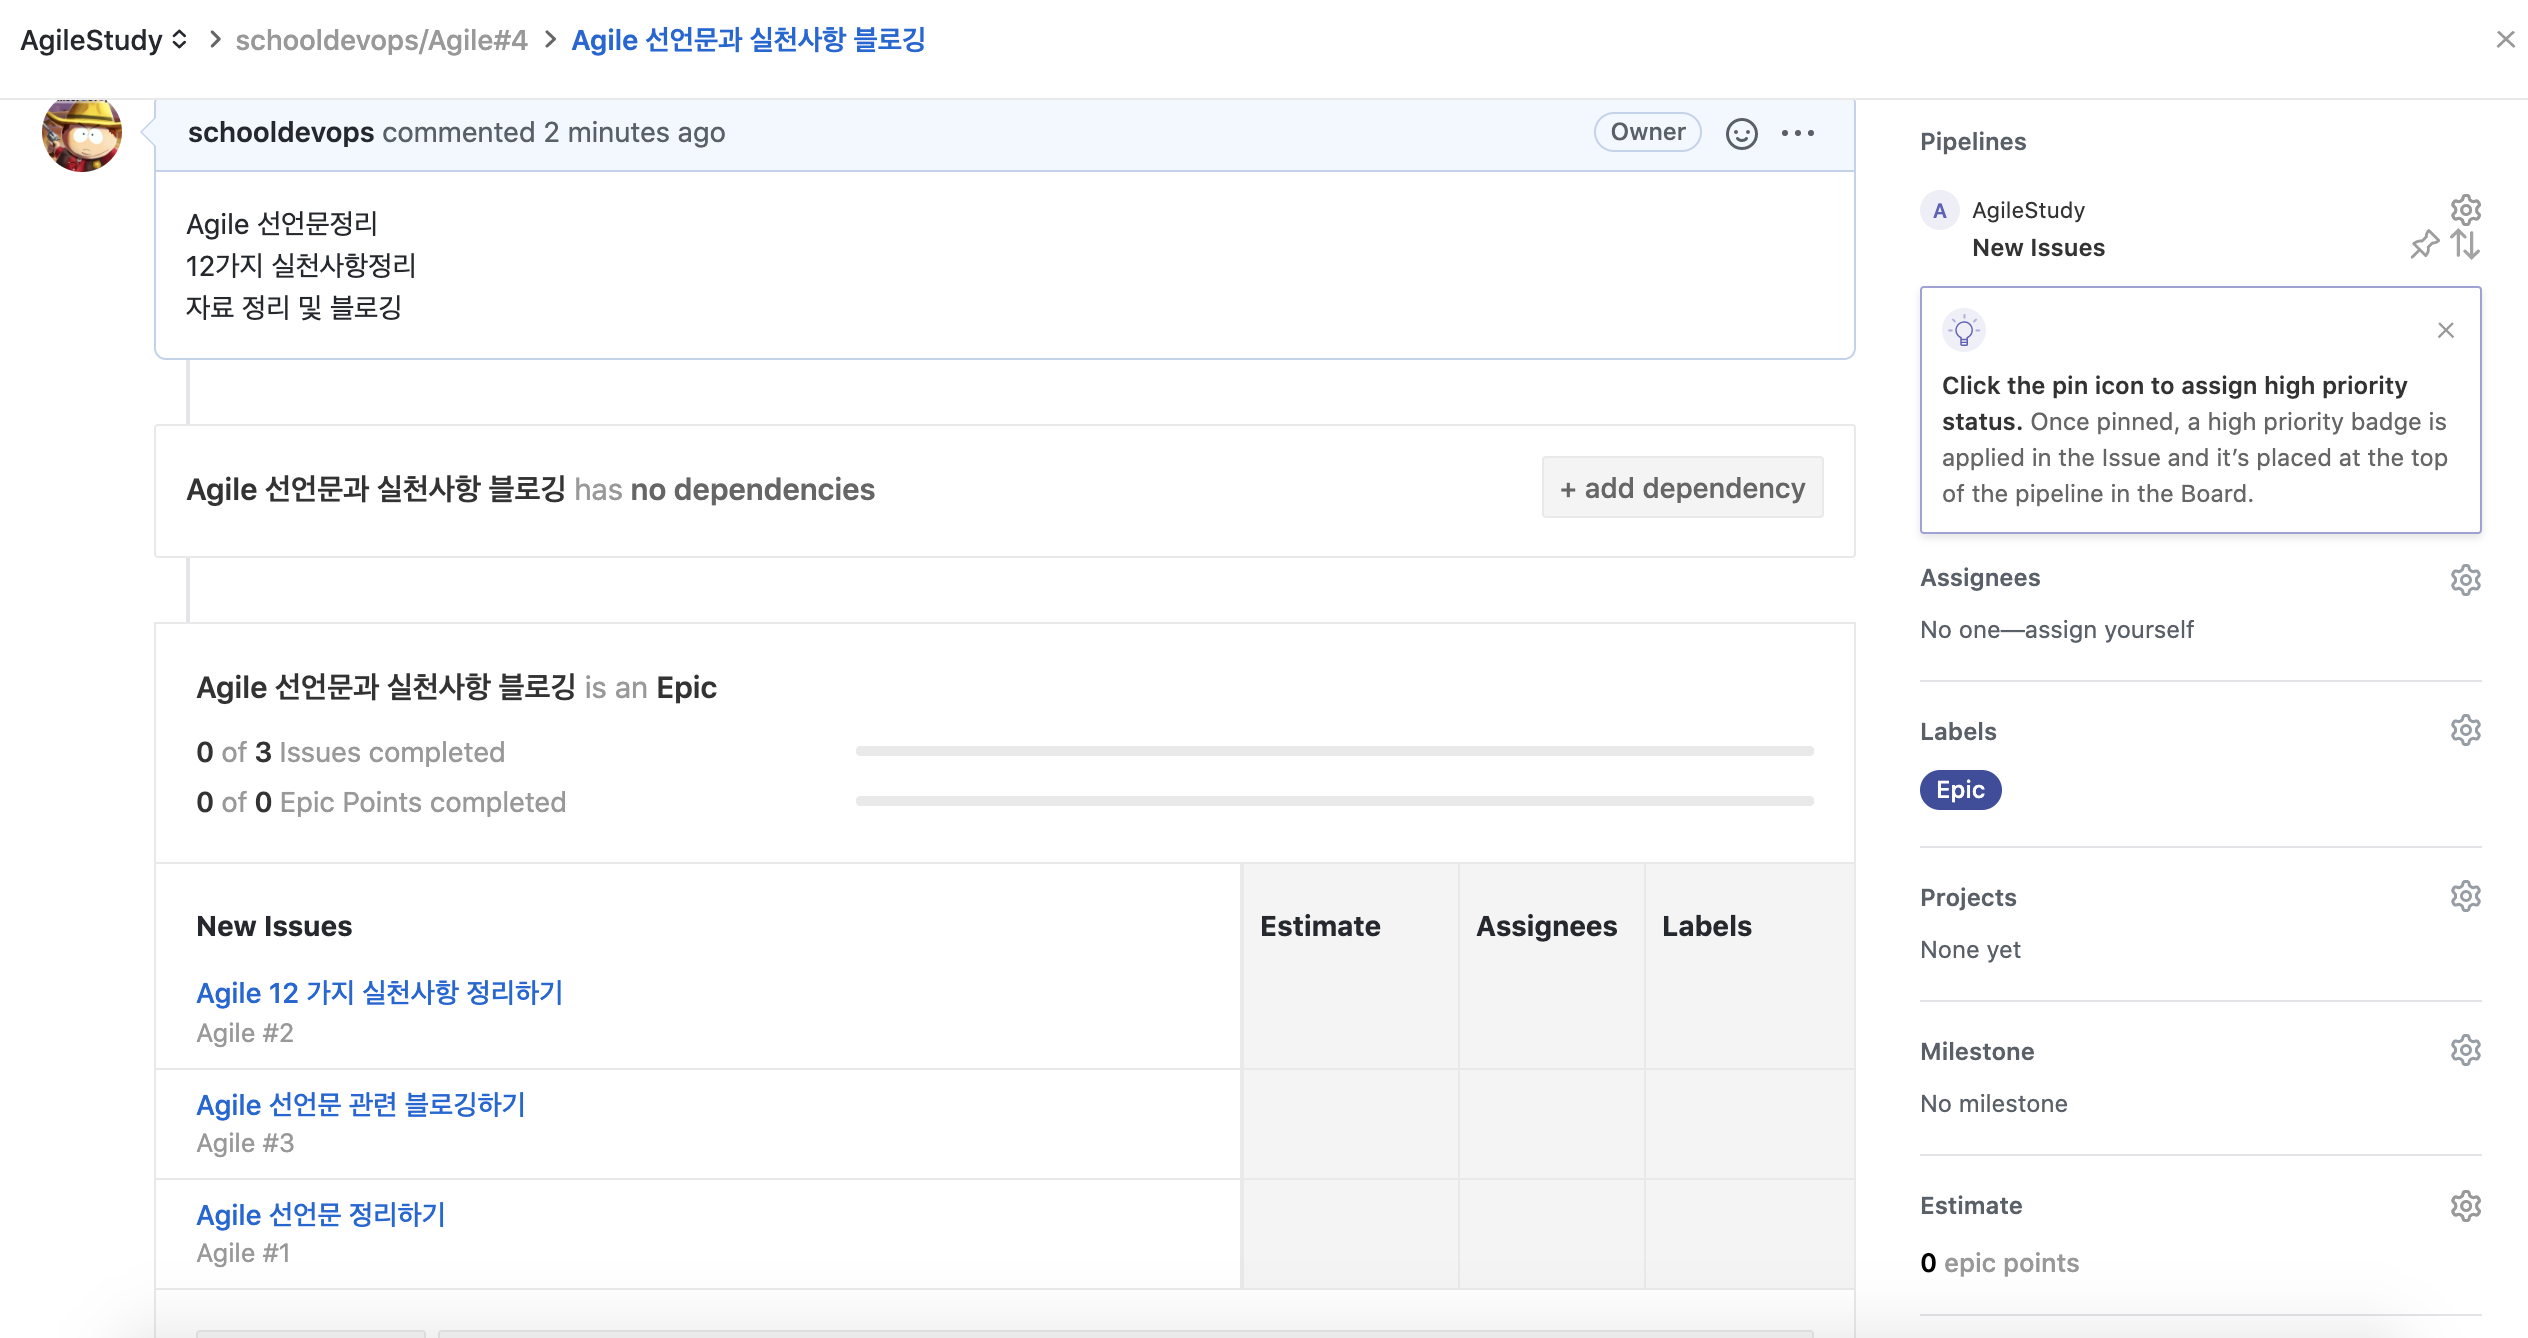 AgileStudy > schooldevops/Agile#4 > Agile 선언문과 실천사항 블로깅
schooldevops commented 2 minutes ago Owner
Agile 선언문정리
12가지 실천사항정리
자료 정리 및 블로깅
Agile 선언문과 실천사항 블로깅 has no dependencies
+ add dependency
Agile 선언문과 실천사항 블로깅 is an Epic
0 of 3 Issues completed
0 of 0 Epic Points completed
New Issues Estimate Assignees Labels
Agile 12 가지 실천사항 정리하기
Agile #2
Agile 선언문 관련 블로깅하기
Agile #3
Agile 선언문 정리하기
Agile #1
Pipelines
A AgileStudy
New Issues
Click the pin icon to assign high priority
status. Once pinned, a high priority badge is
applied in the Issue and it’s placed at the top
of the pipeline in the Board.
Assignees
No one—assign yourself
Labels
Epic
Projects
None yet
Milestone
No milestone
Estimate
0 epic points